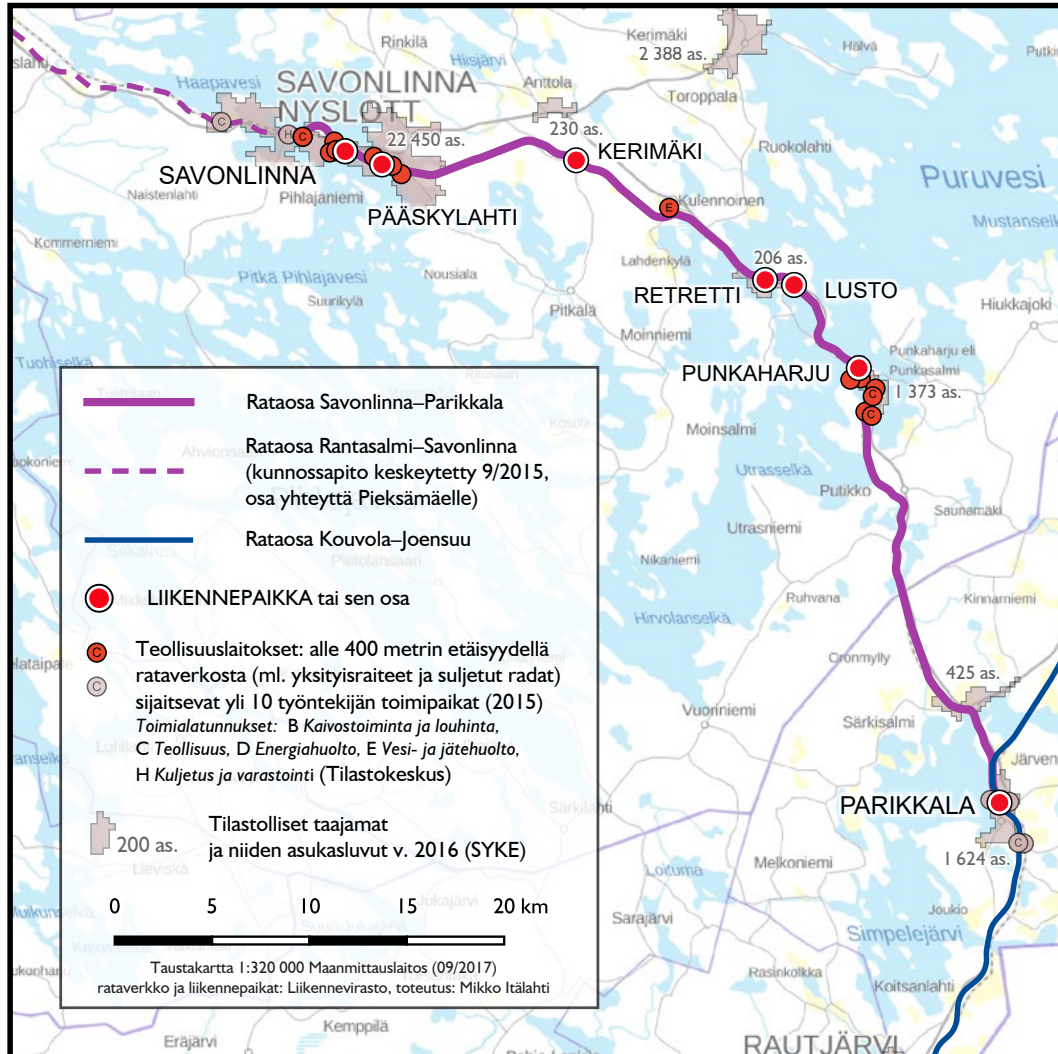 Rinkilä
Kerimäki
2 388 as.
Hälvä
Haapavesi
Hiisjärvi
SAVONLINNA
NYSLOTT
Anttola
Toroppala
22 450 as.
230 as.
KERIMÄKI
Ruokolahti
SAVONLINNA
Naistenlahti
Pihlajaniemi
PÄÄSKYLAHTI
Kulennoinen
Puruvesi
Mustanselkä
Kommerniemi
Pitkä Pihlajavesi
Nousiala
Suurikylä
Lahdenkylä
206 as.
RETRETTI
LUSTO
Pitkälä
Moinniemi
Hiukkajoki
Punkaharju eli
Punkasalmi
PUNKAHARJU
1 373 as.
Moinsalmi
Utrasselkä
Putikko
Saunamäki
Utrasniemi
Nikaniemi
Ruhvana
Kinnarniemi
Hirvolanselkä
Cronmylly
425 as.
Vuoriniemi
Särkisalmi
PARIKKALA
1 624 as.
Melkoniemi
Loituma
Joukio
Sarajärvi
Simpelejärvi
Rasinkolkka
Koitsanlahti
RAUTJÄRVI
Kemppilä
Eräjärvi
Rataosa Savonlinna–Parikkala
Rataosa Rantasalmi–Savonlinna
(kunnossapito keskeytetty 9/2015,
osa yhteyttä Pieksämäelle)
Rataosa Kouvola–Joensuu
LIIKENNEPAIKKA tai sen osa
Teollisuuslaitokset: alle 400 metrin etäisyydellä
rataverkosta (ml. yksityisraiteet ja suljetut radat)
sijaitsevat yli 10 työntekijän toimipaikat (2015)
Toimialatunnukset: B Kaivostoiminta ja louhinta,
C Teollisuus, D Energiahuolto, E Vesi- ja jätehuolto,
H Kuljetus ja varastointi (Tilastokeskus)
200 as.
Tilastolliset taajamat
ja niiden asukasluvut v. 2016 (SYKE)
0 5 10 15 20 km
Taustakartta 1:320 000 Maanmittauslaitos (09/2017)
rataverkko ja liikennepaikat: Liikennevirasto, toteutus: Mikko Itälahti